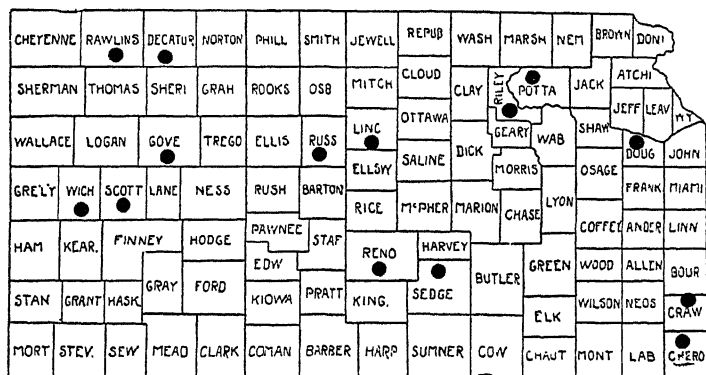 CHEYENNE RAWLINS DECATUR NORTON PHILL SMITH JEWELL REPUB WASH MARSH NEM BROWN DONI
SHERMAN THOMAS SHERI GRAH ROOKS OSB MITCH CLOUD CLAY RILEY POTTA JACK ATCHI
JEFF LEAV WY
WALLACE LOGAN GOVE TREGO ELLIS RUSS LINC OTTAWA DICK GEARY WAB SHAW DOUG JOHN
GRE'LY WICH SCOTT LANE NESS RUSH BARTON ELLSW SALINE MORRIS OSAGE FRANK MIAMI
RICE McPHER MARION CHASE LYON COFFEE ANDER LINN
HAM KEAR. FINNEY HODGE PAWNEE STAF RENO HARVEY
EDW BUTLER GREEN WOOD ALLEN BOUR
STAN GRANT HASK GRAY FORD KIOWA PRATT KING. SEDGE ELK WILSON NEOS CRAW
MORT STEV. SEW MEAD CLARK COMAN BARBER HARP SUMNER COW CHAUT MONT LAB CHERO